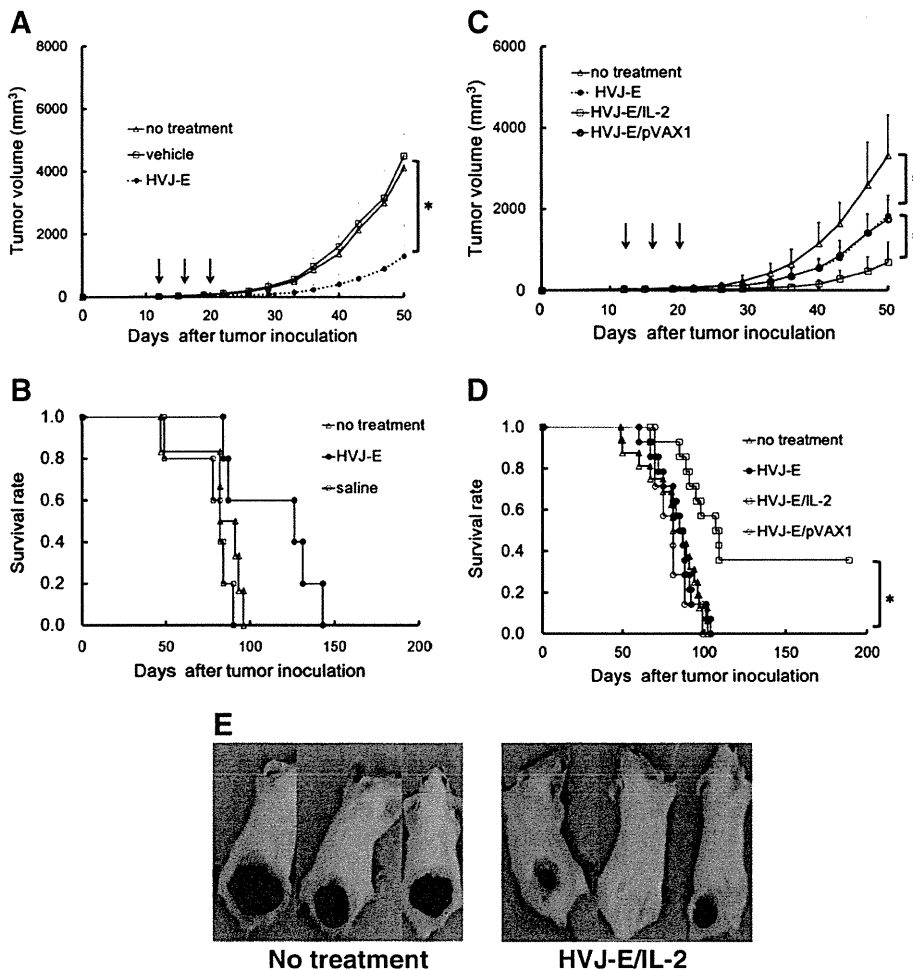 A
8000
6000
4000
2000
0
Tumor volume (mm³)
no treatment
vehicle
HVJ-E
*
0 10 20 30 40 50
Days after tumor inoculation
B
1.0
0.8
0.6
0.4
0.2
0.0
Survival rate
no treatment
HVJ-E
saline
0 50 100 150 200
Days after tumor inoculation
C
6000
4000
2000
0
Tumor volume (mm³)
no treatment
HVJ-E
HVJ-E/IL-2
HVJ-E/pVAX1
0 10 20 30 40 50
Days after tumor inoculation
D
1.0
0.8
0.6
0.4
0.2
0.0
Survival rate
no treatment
HVJ-E
HVJ-E/IL-2
HVJ-E/pVAX1
*
0 50 100 150 200
Days after tumor inoculation
E
No treatment
HVJ-E/IL-2